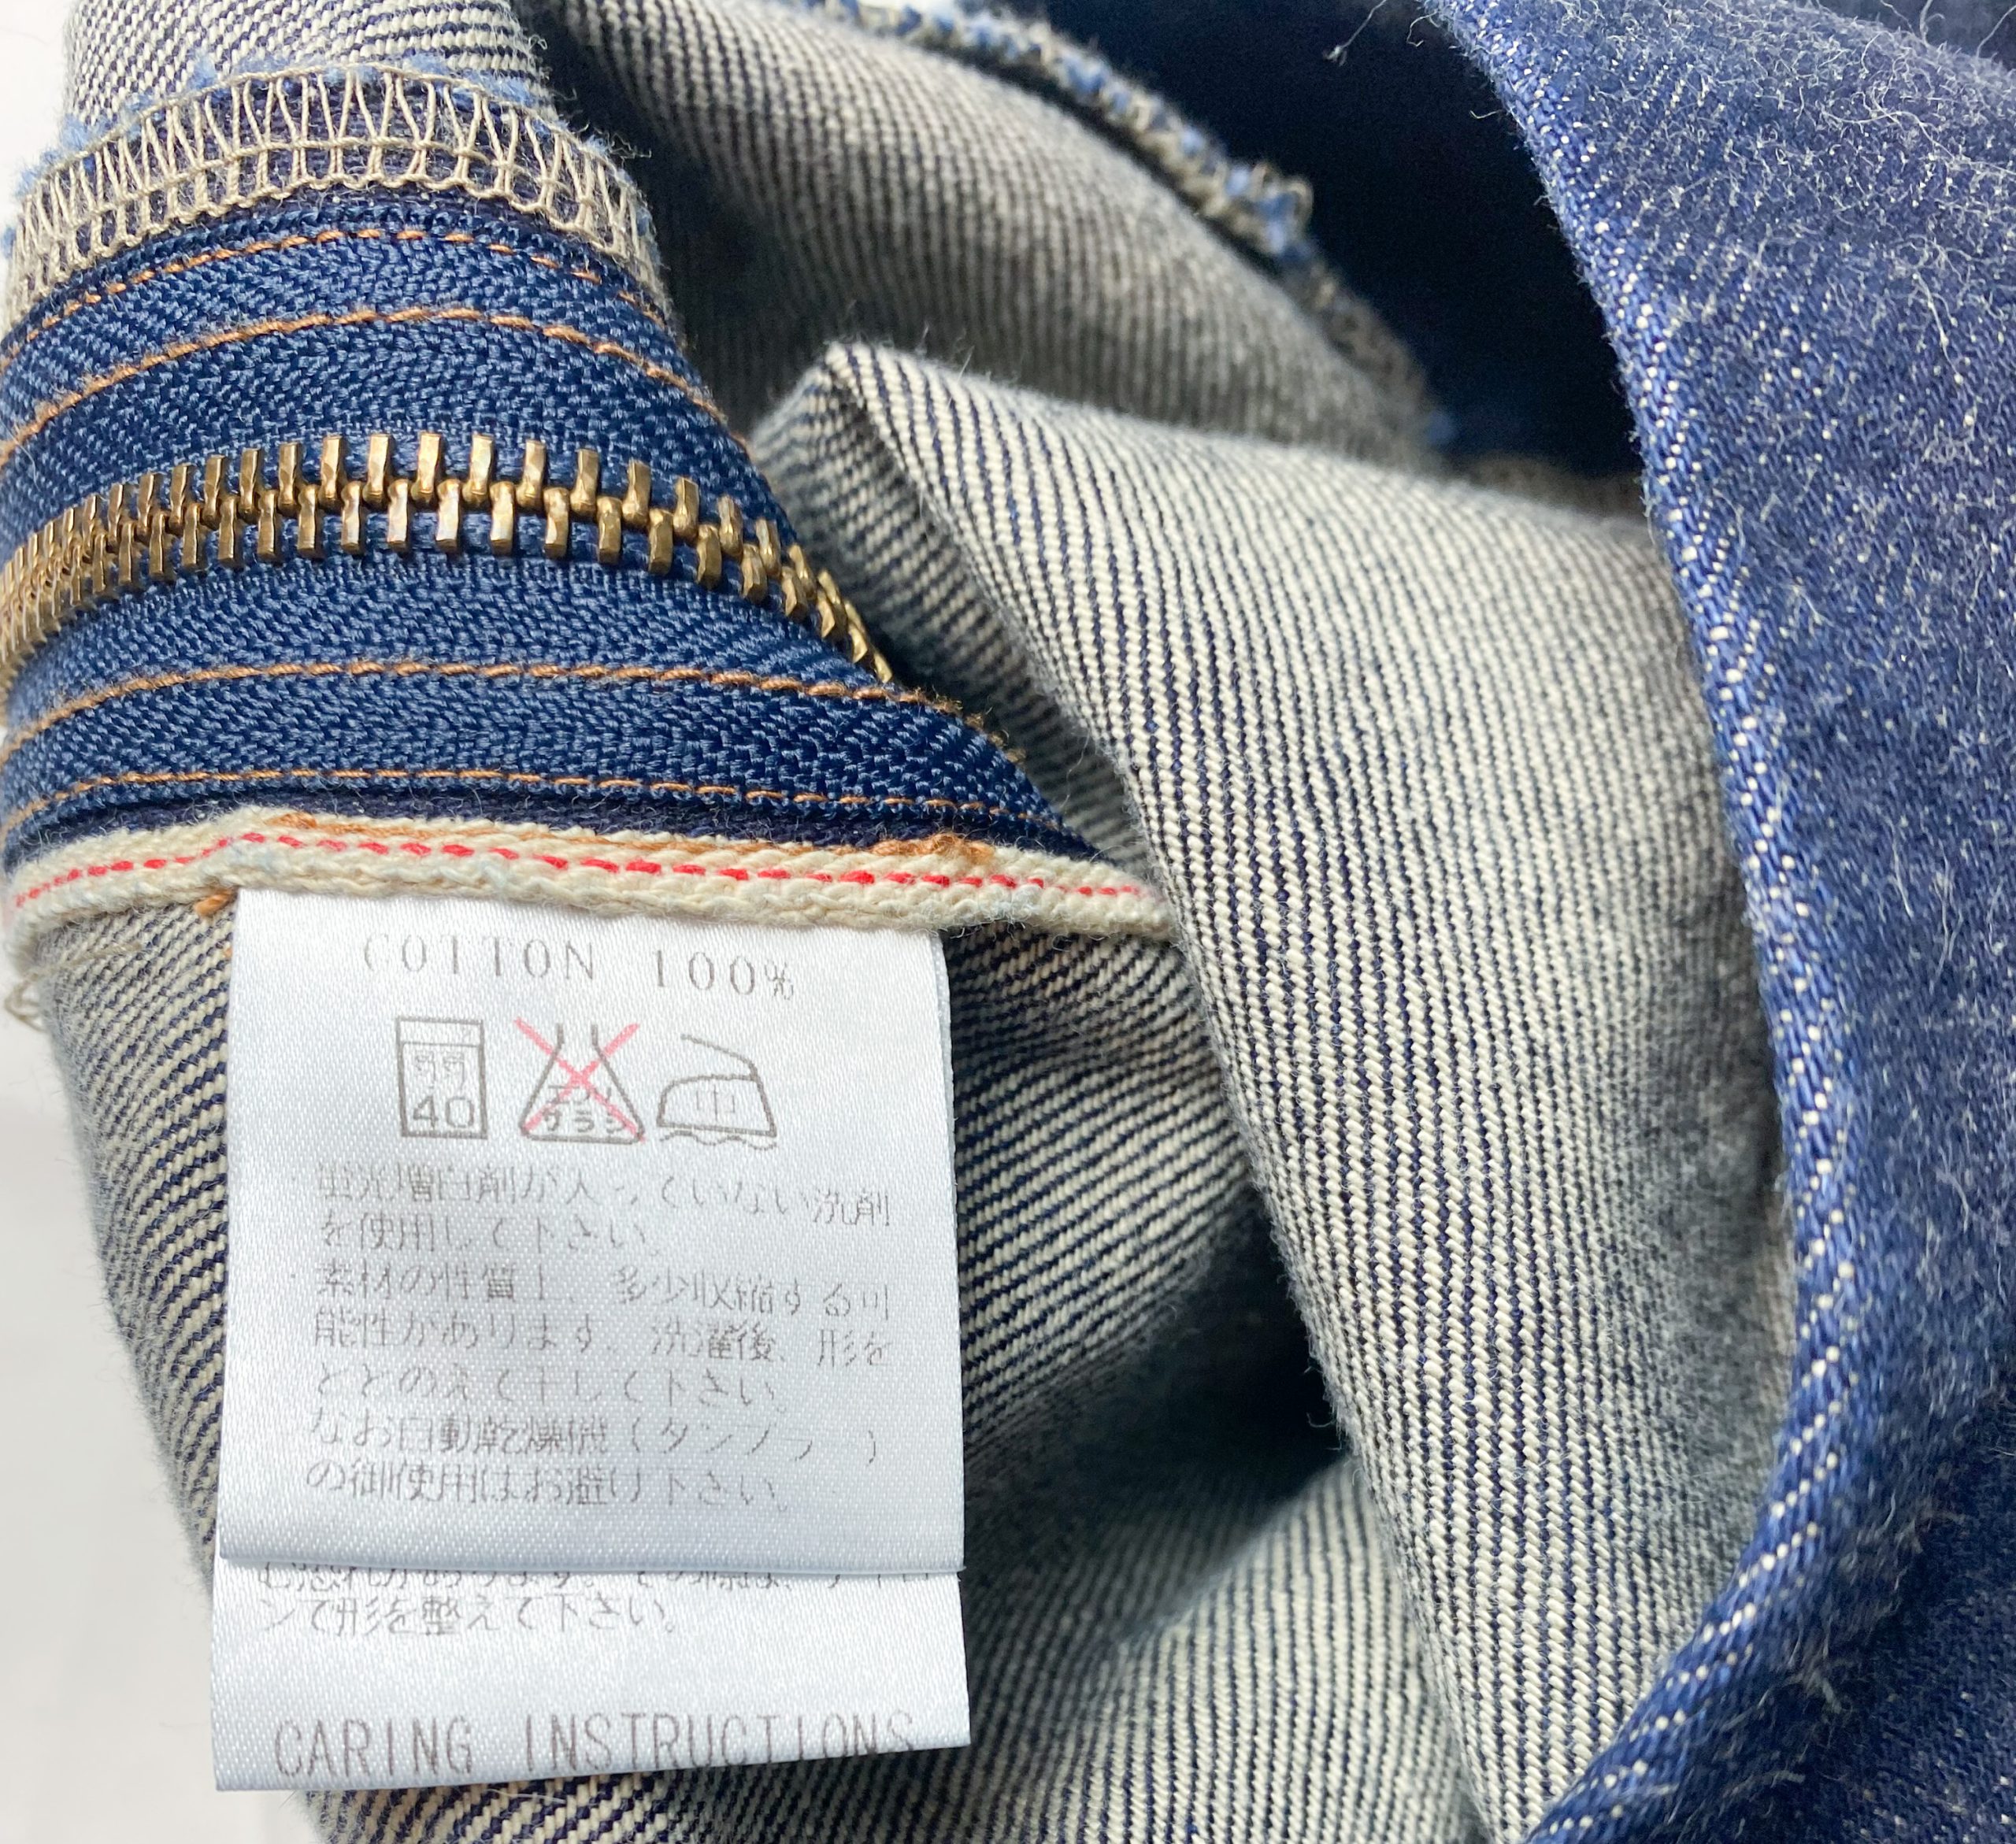 COTTON 100%
弱
40
エンソ
サラシ
中
蛍光増白剤が入っていない洗剤
を使用して下さい。
素材の性質上、多少収縮する可
能性があります。洗濯後、形を
ととのえて干して下さい。
なお自動乾燥機(タンブラー)
の御使用はお避け下さい。
ンで形を整えて下さい。
CARING INSTRUCTIONS